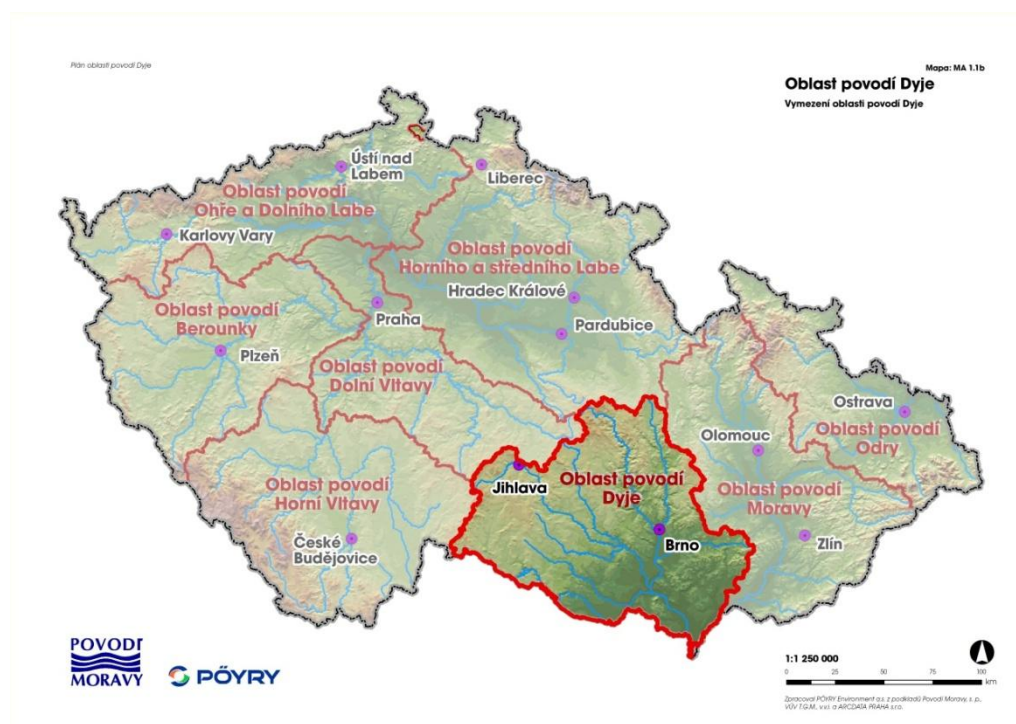 Plán oblasti povodí Dyje
Mapa: MA 1.1b
Oblast povodí Dyje
Vymezení oblasti povodí Dyje
Ústí nad
Labem
Liberec
Oblast povodí
Ohře a Dolního Labe
Karlovy Vary
Oblast povodí
Horního a středního Labe
Hradec Králové
Oblast povodí
Berounky
Praha
Pardubice
Plzeň
Oblast povodí
Dolní Vltavy
Ostrava
Oblast povodí
Odry
Olomouc
Oblast povodí
Dyje
Jihlava
Oblast povodí
Horní Vltavy
Oblast povodí
Moravy
České
Budějovice
Brno
Zlín
POVODÍ
MORAVY
PÖYRY
1:1 250 000
0 25 50 75 100
km
Zpracoval PÖYRY Environment a.s. z podkladů Povodí Moravy, s. p.,
VÚV T.G.M., v.v.i. a ARCDATA PRAHA s.r.o.